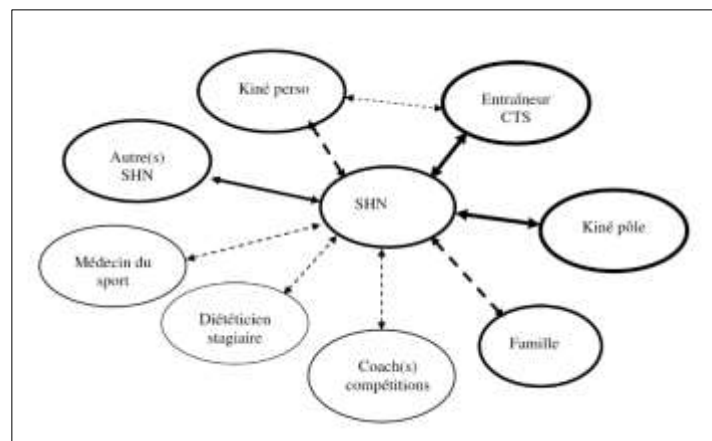 Kiné perso
Entraîneur
CTS
Autre(s)
SHN
SHN
Kiné pôle
Médecin du
sport
Diététicien
stagiaire
Coach(s)
compétitions
Famille